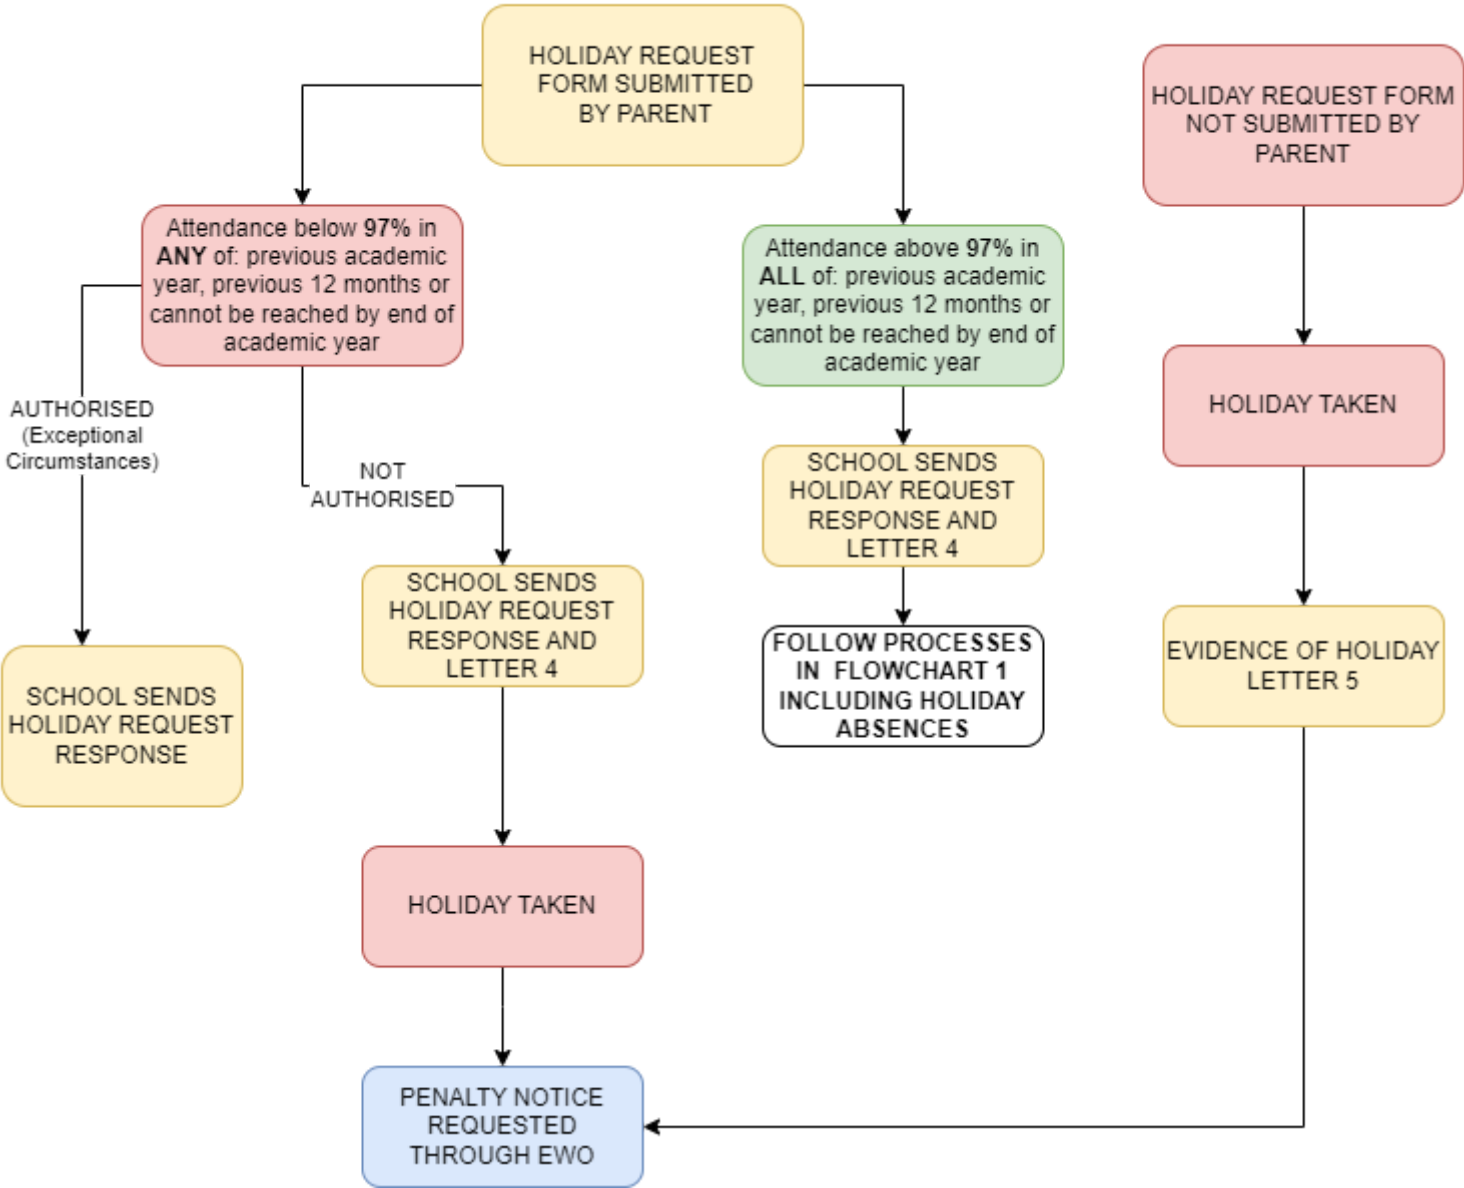 HOLIDAY REQUEST
FORM SUBMITTED
BY PARENT
HOLIDAY REQUEST FORM
NOT SUBMITTED BY
PARENT
Attendance below 97% in
ANY of: previous academic
year, previous 12 months or
cannot be reached by end of
academic year
Attendance above 97% in
ALL of: previous academic
year, previous 12 months or
cannot be reached by end of
academic year
HOLIDAY TAKEN
AUTHORISED
(Exceptional
Circumstances)
NOT
AUTHORISED
SCHOOL SENDS
HOLIDAY REQUEST
RESPONSE AND
LETTER 4
SCHOOL SENDS
HOLIDAY REQUEST
RESPONSE AND
LETTER 4
SCHOOL SENDS
HOLIDAY REQUEST
RESPONSE
FOLLOW PROCESSES
IN FLOWCHART 1
INCLUDING HOLIDAY
ABSENCES
EVIDENCE OF HOLIDAY
LETTER 5
HOLIDAY TAKEN
PENALTY NOTICE
REQUESTED
THROUGH EWO